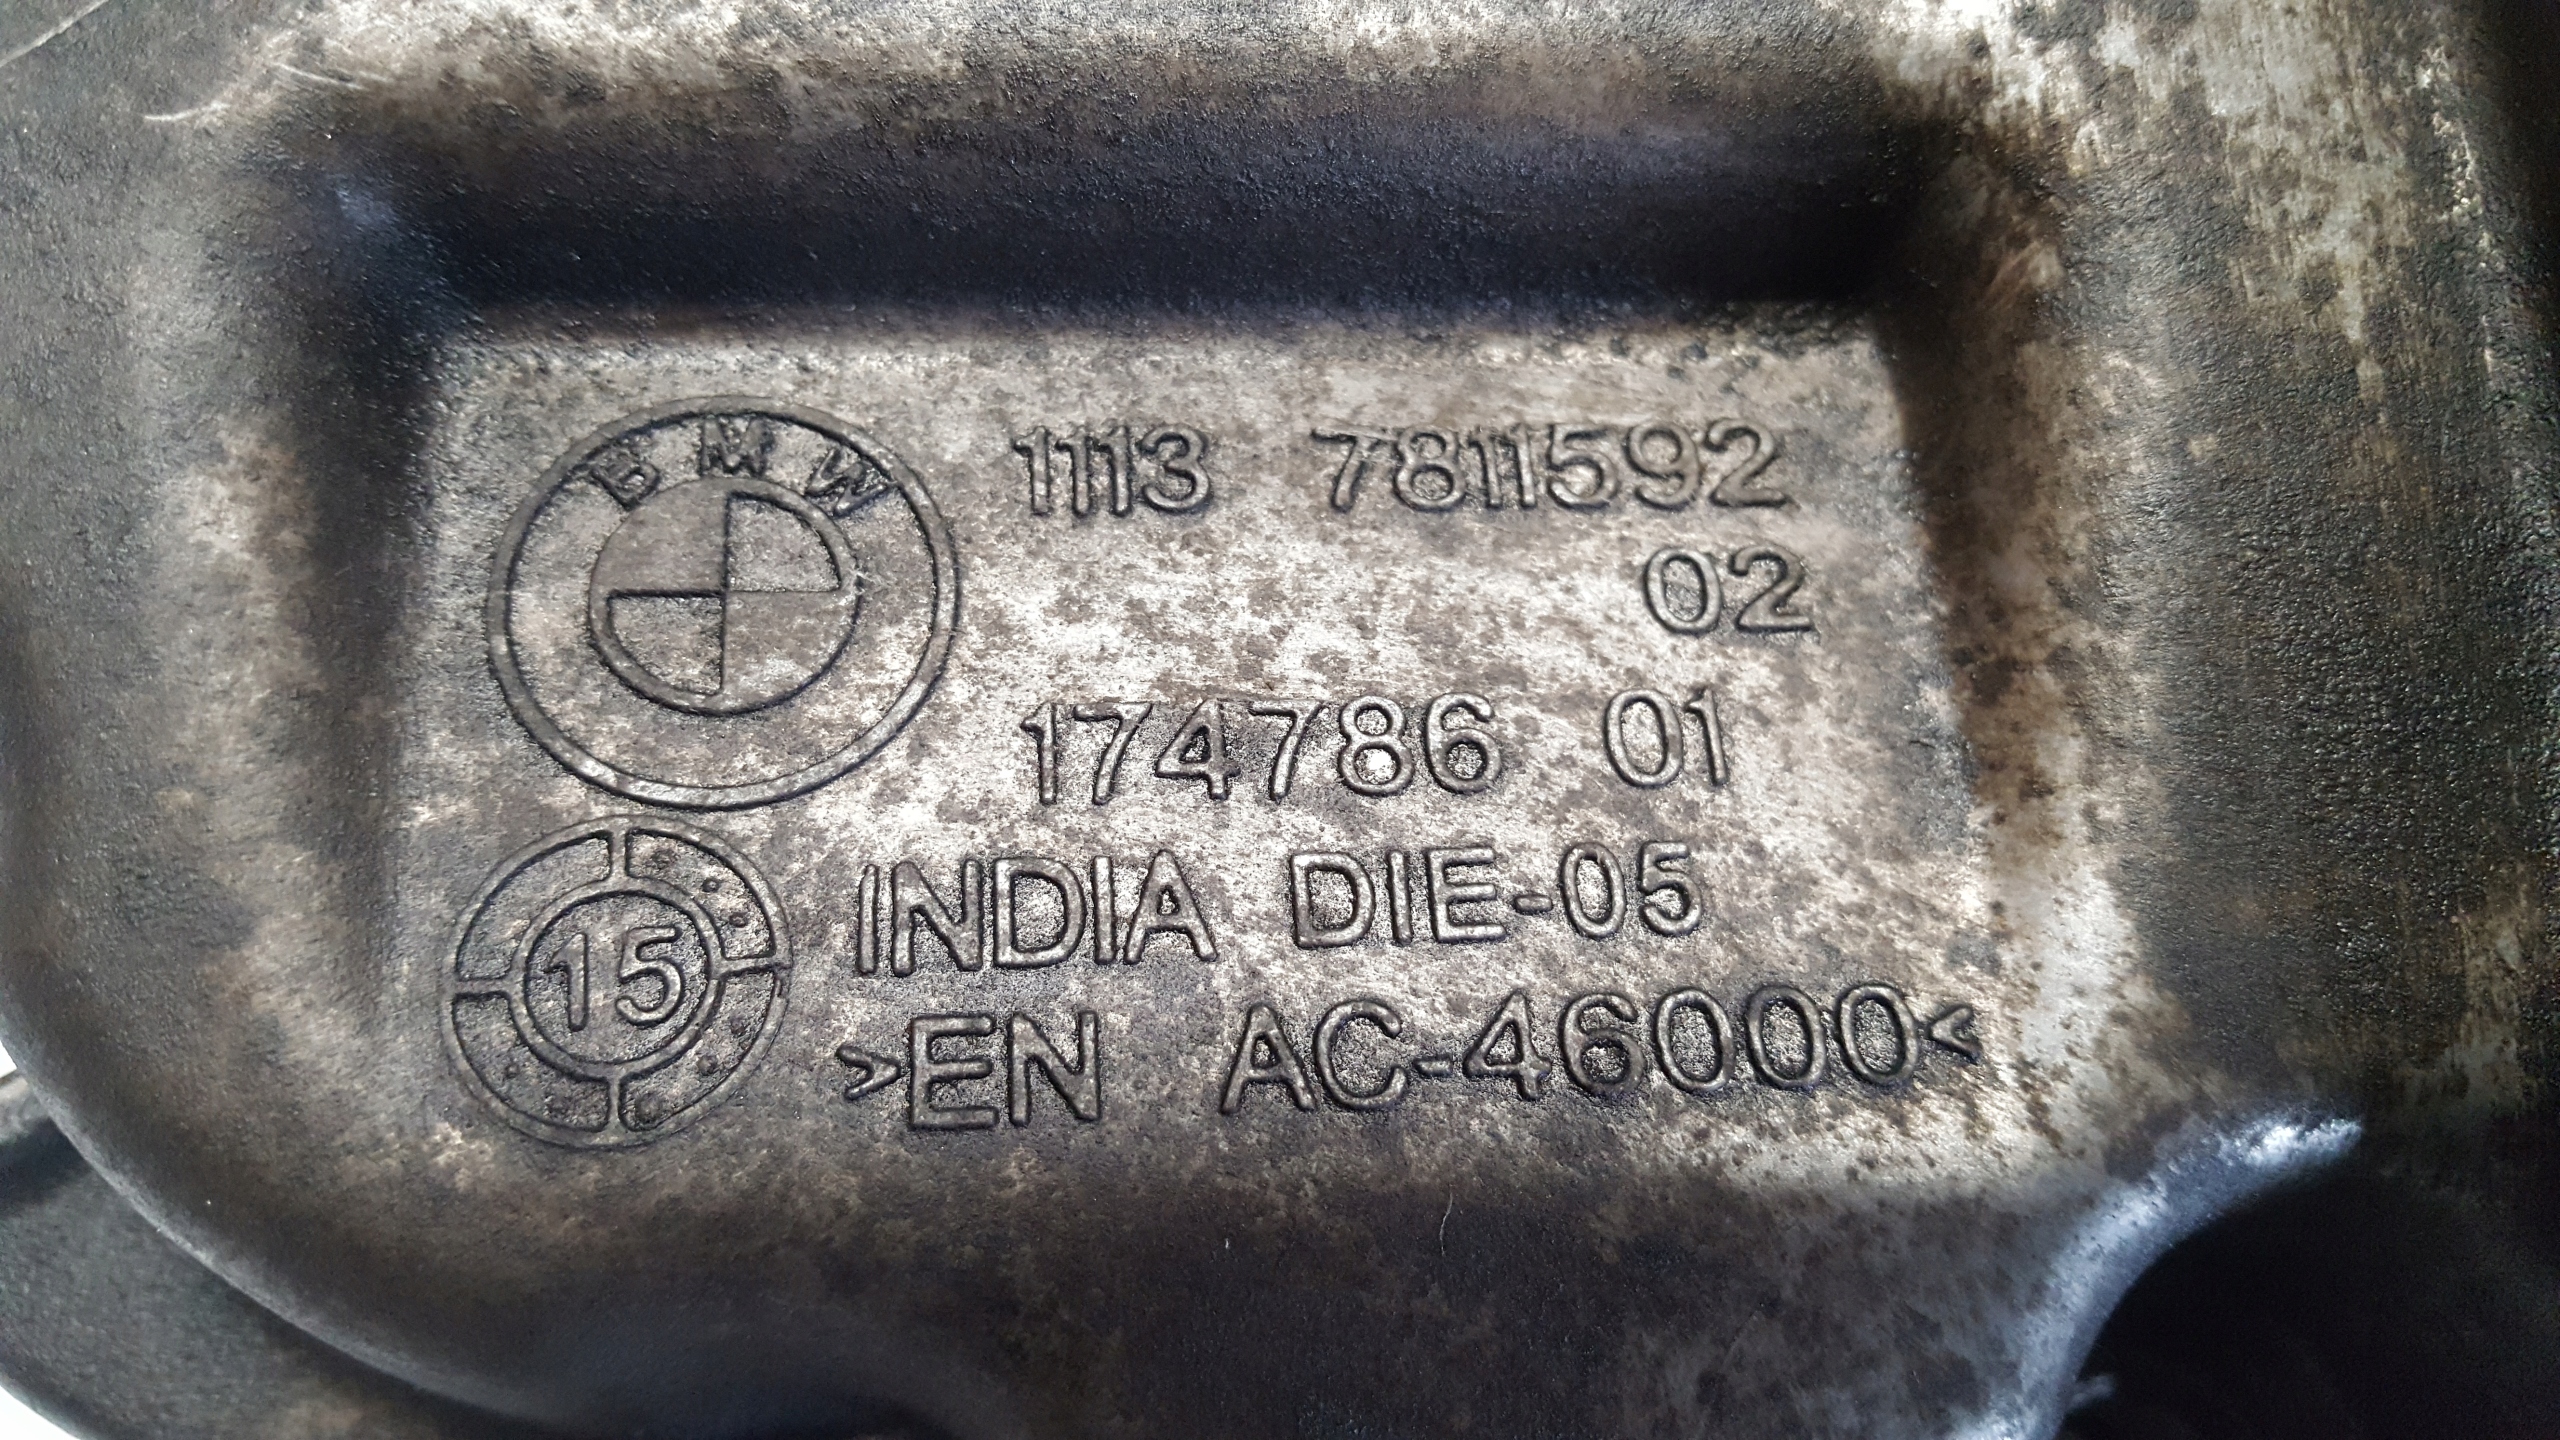 BMW
1113 7811592
02
174786 01
INDIA DIE-05
15
>EN AC-46000<